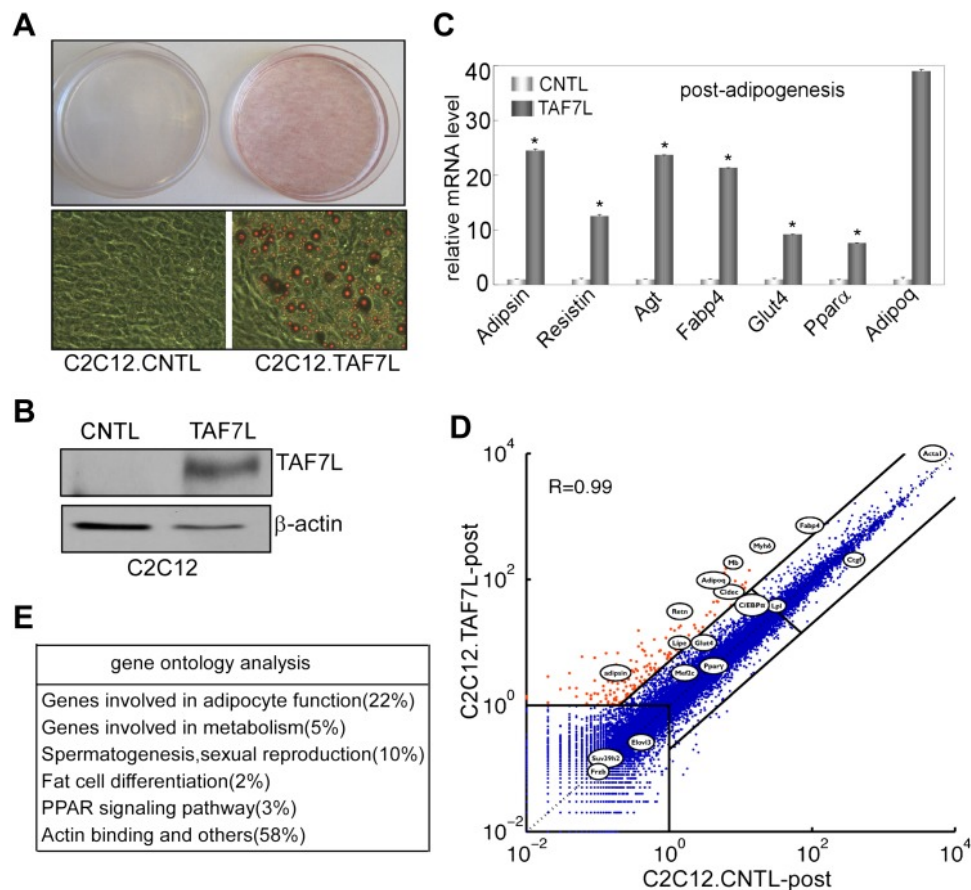 A
C2C12.CNTL C2C12.TAF7L
B
CNTL TAF7L
TAF7L
β-actin
C2C12
C
relative mRNA level
40
30
20
10
0
CNTL
TAF7L
post-adipogenesis
* * * * * *
Adipsin Resistin Agt Fabp4 Glut4 Pparα Adipoq
D
C2C12.TAF7L-post
10⁴
10²
10⁰
10⁻²
R=0.99
Acta1
Fabp4
Myh6
Ctgf
Mb
Adipoq
Cidec
C/EBPα Lpl
Retn
Lipe Glut4
adipsin Mef2c Pparγ
Elovl3
Suv39h2
Frzb
10⁻² 10⁰ 10² 10⁴
C2C12.CNTL-post
E
gene ontology analysis
Genes involved in adipocyte function(22%)
Genes involved in metabolism(5%)
Spermatogenesis,sexual reproduction(10%)
Fat cell differentiation(2%)
PPAR signaling pathway(3%)
Actin binding and others(58%)